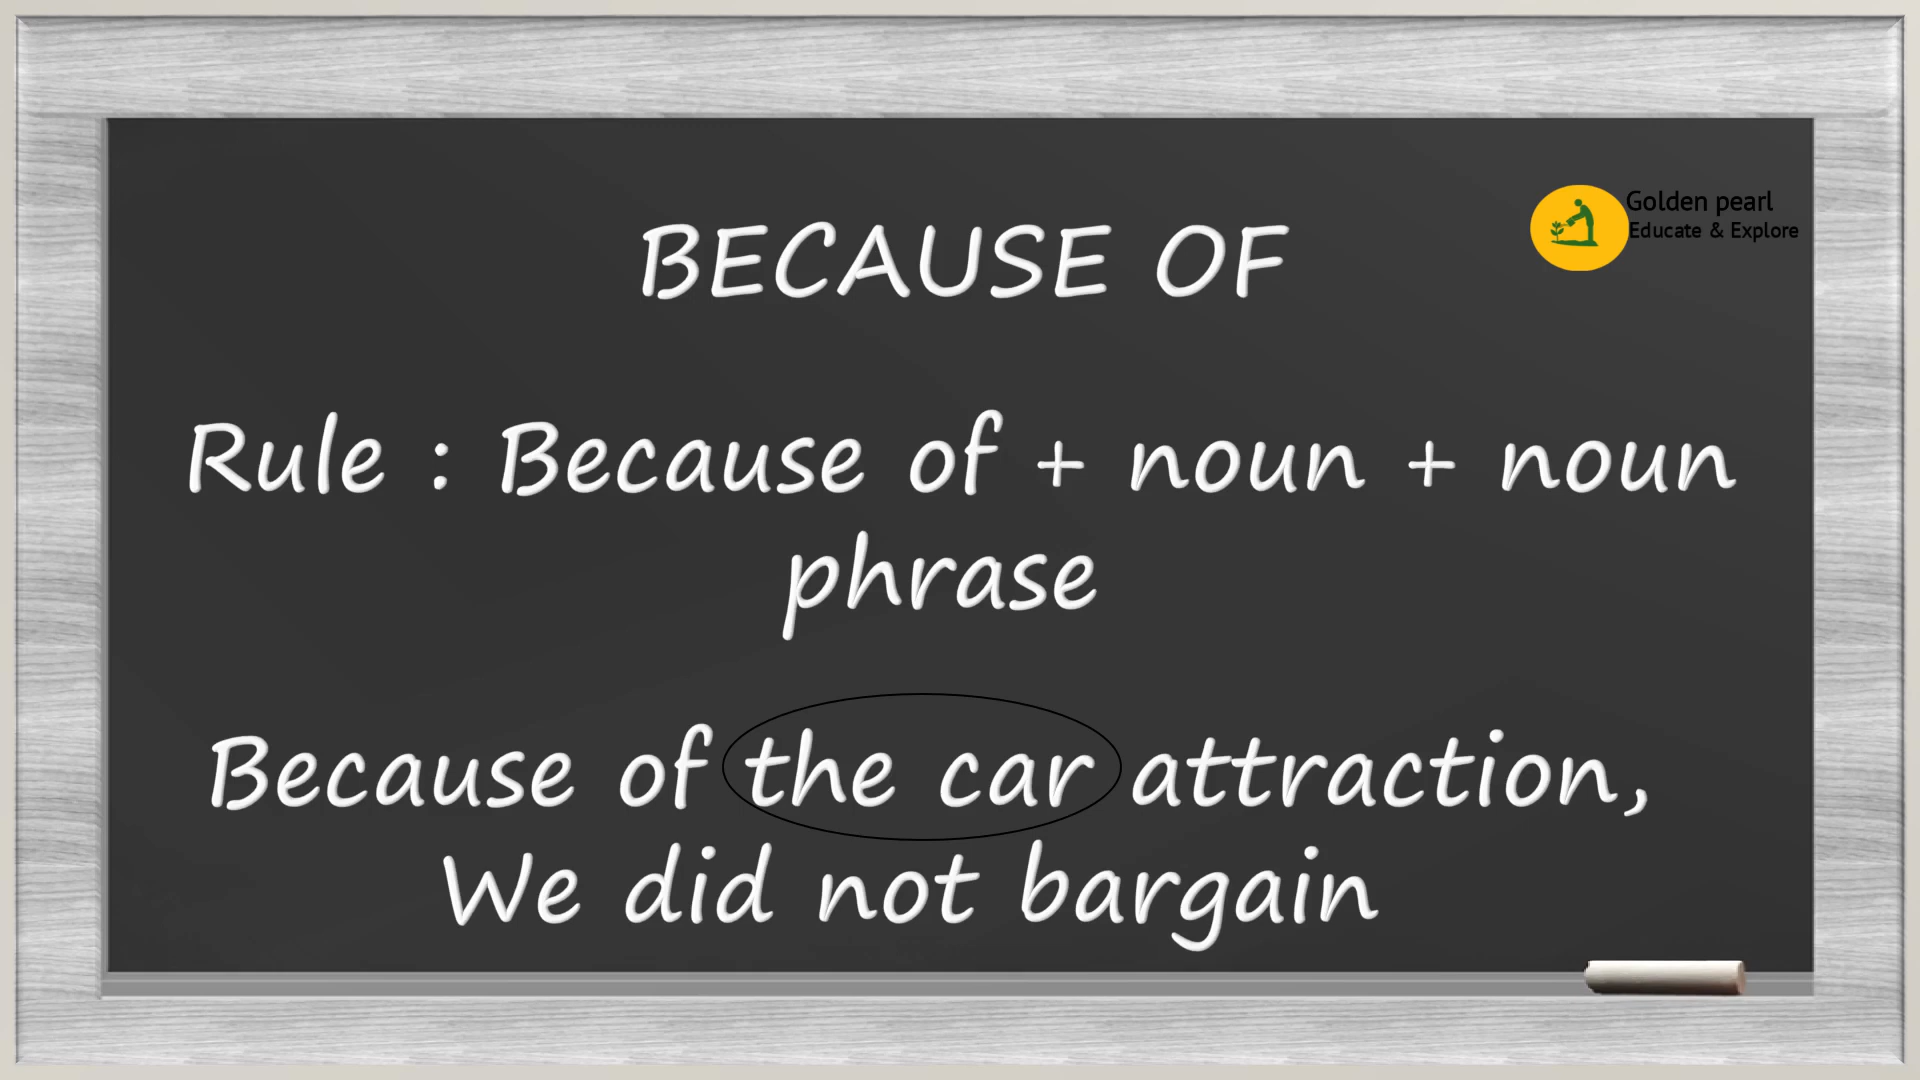 Golden pearl
Educate & Explore
BECAUSE OF
Rule : Because of + noun + noun
phrase
Because of the car attraction,
We did not bargain